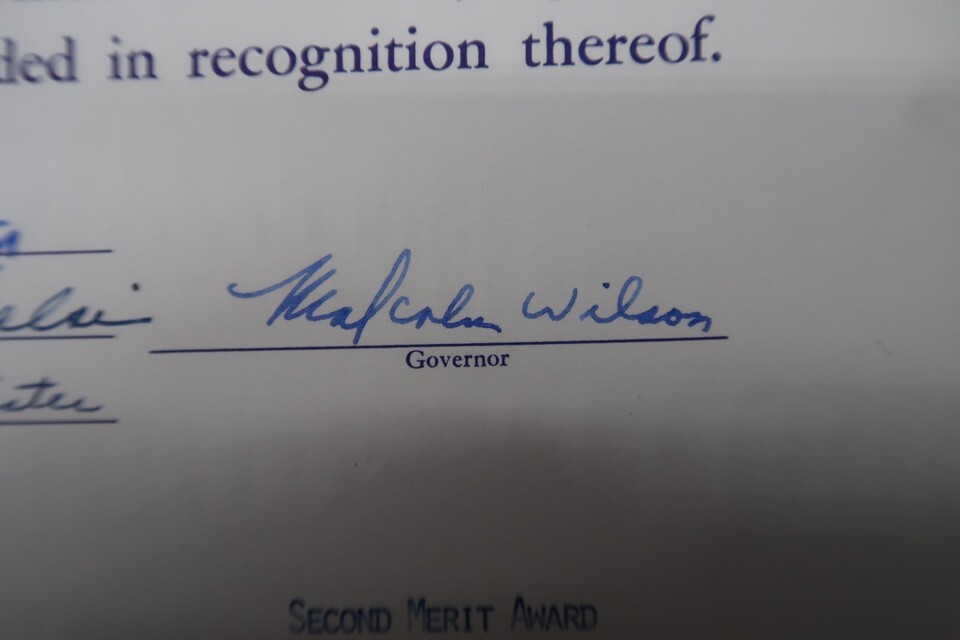 in recognition thereof.
Malcolm Wilson
Governor
SECOND MERIT AWARD